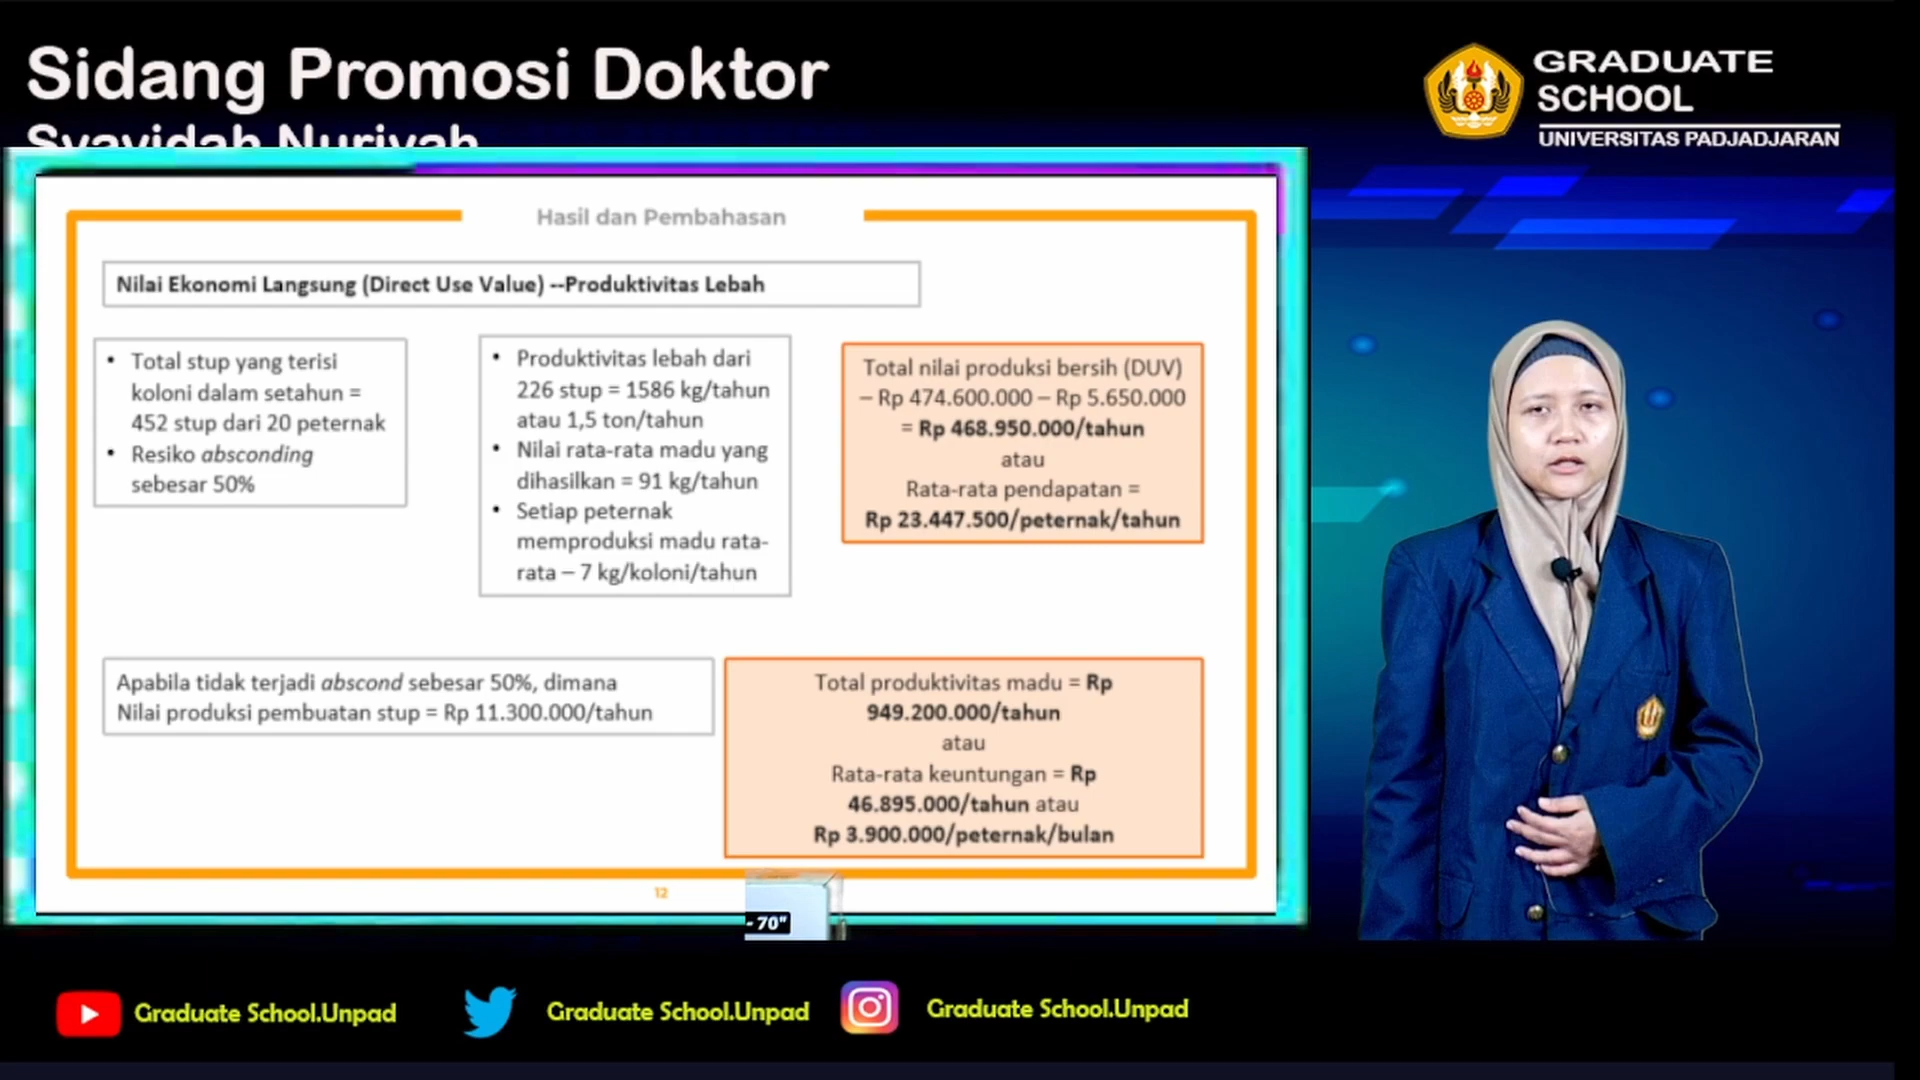 Sidang Promosi Doktor
Syayidah Nuriyah
GRADUATE
SCHOOL
UNIVERSITAS PADJADJARAN
Hasil dan Pembahasan
Nilai Ekonomi Langsung (Direct Use Value) --Produktivitas Lebah
• Total stup yang terisi
koloni dalam setahun =
452 stup dari 20 peternak
• Resiko absconding
sebesar 50%
• Produktivitas lebah dari
226 stup = 1586 kg/tahun
atau 1,5 ton/tahun
• Nilai rata-rata madu yang
dihasilkan = 91 kg/tahun
• Setiap peternak
memproduksi madu rata-
rata – 7 kg/koloni/tahun
Total nilai produksi bersih (DUV)
– Rp 474.600.000 – Rp 5.650.000
= Rp 468.950.000/tahun
atau
Rata-rata pendapatan =
Rp 23.447.500/peternak/tahun
Apabila tidak terjadi abscond sebesar 50%, dimana
Nilai produksi pembuatan stup = Rp 11.300.000/tahun
Total produktivitas madu = Rp
949.200.000/tahun
atau
Rata-rata keuntungan = Rp
46.895.000/tahun atau
Rp 3.900.000/peternak/bulan
12
- 70"
Graduate School.Unpad
Graduate School.Unpad
Graduate School.Unpad